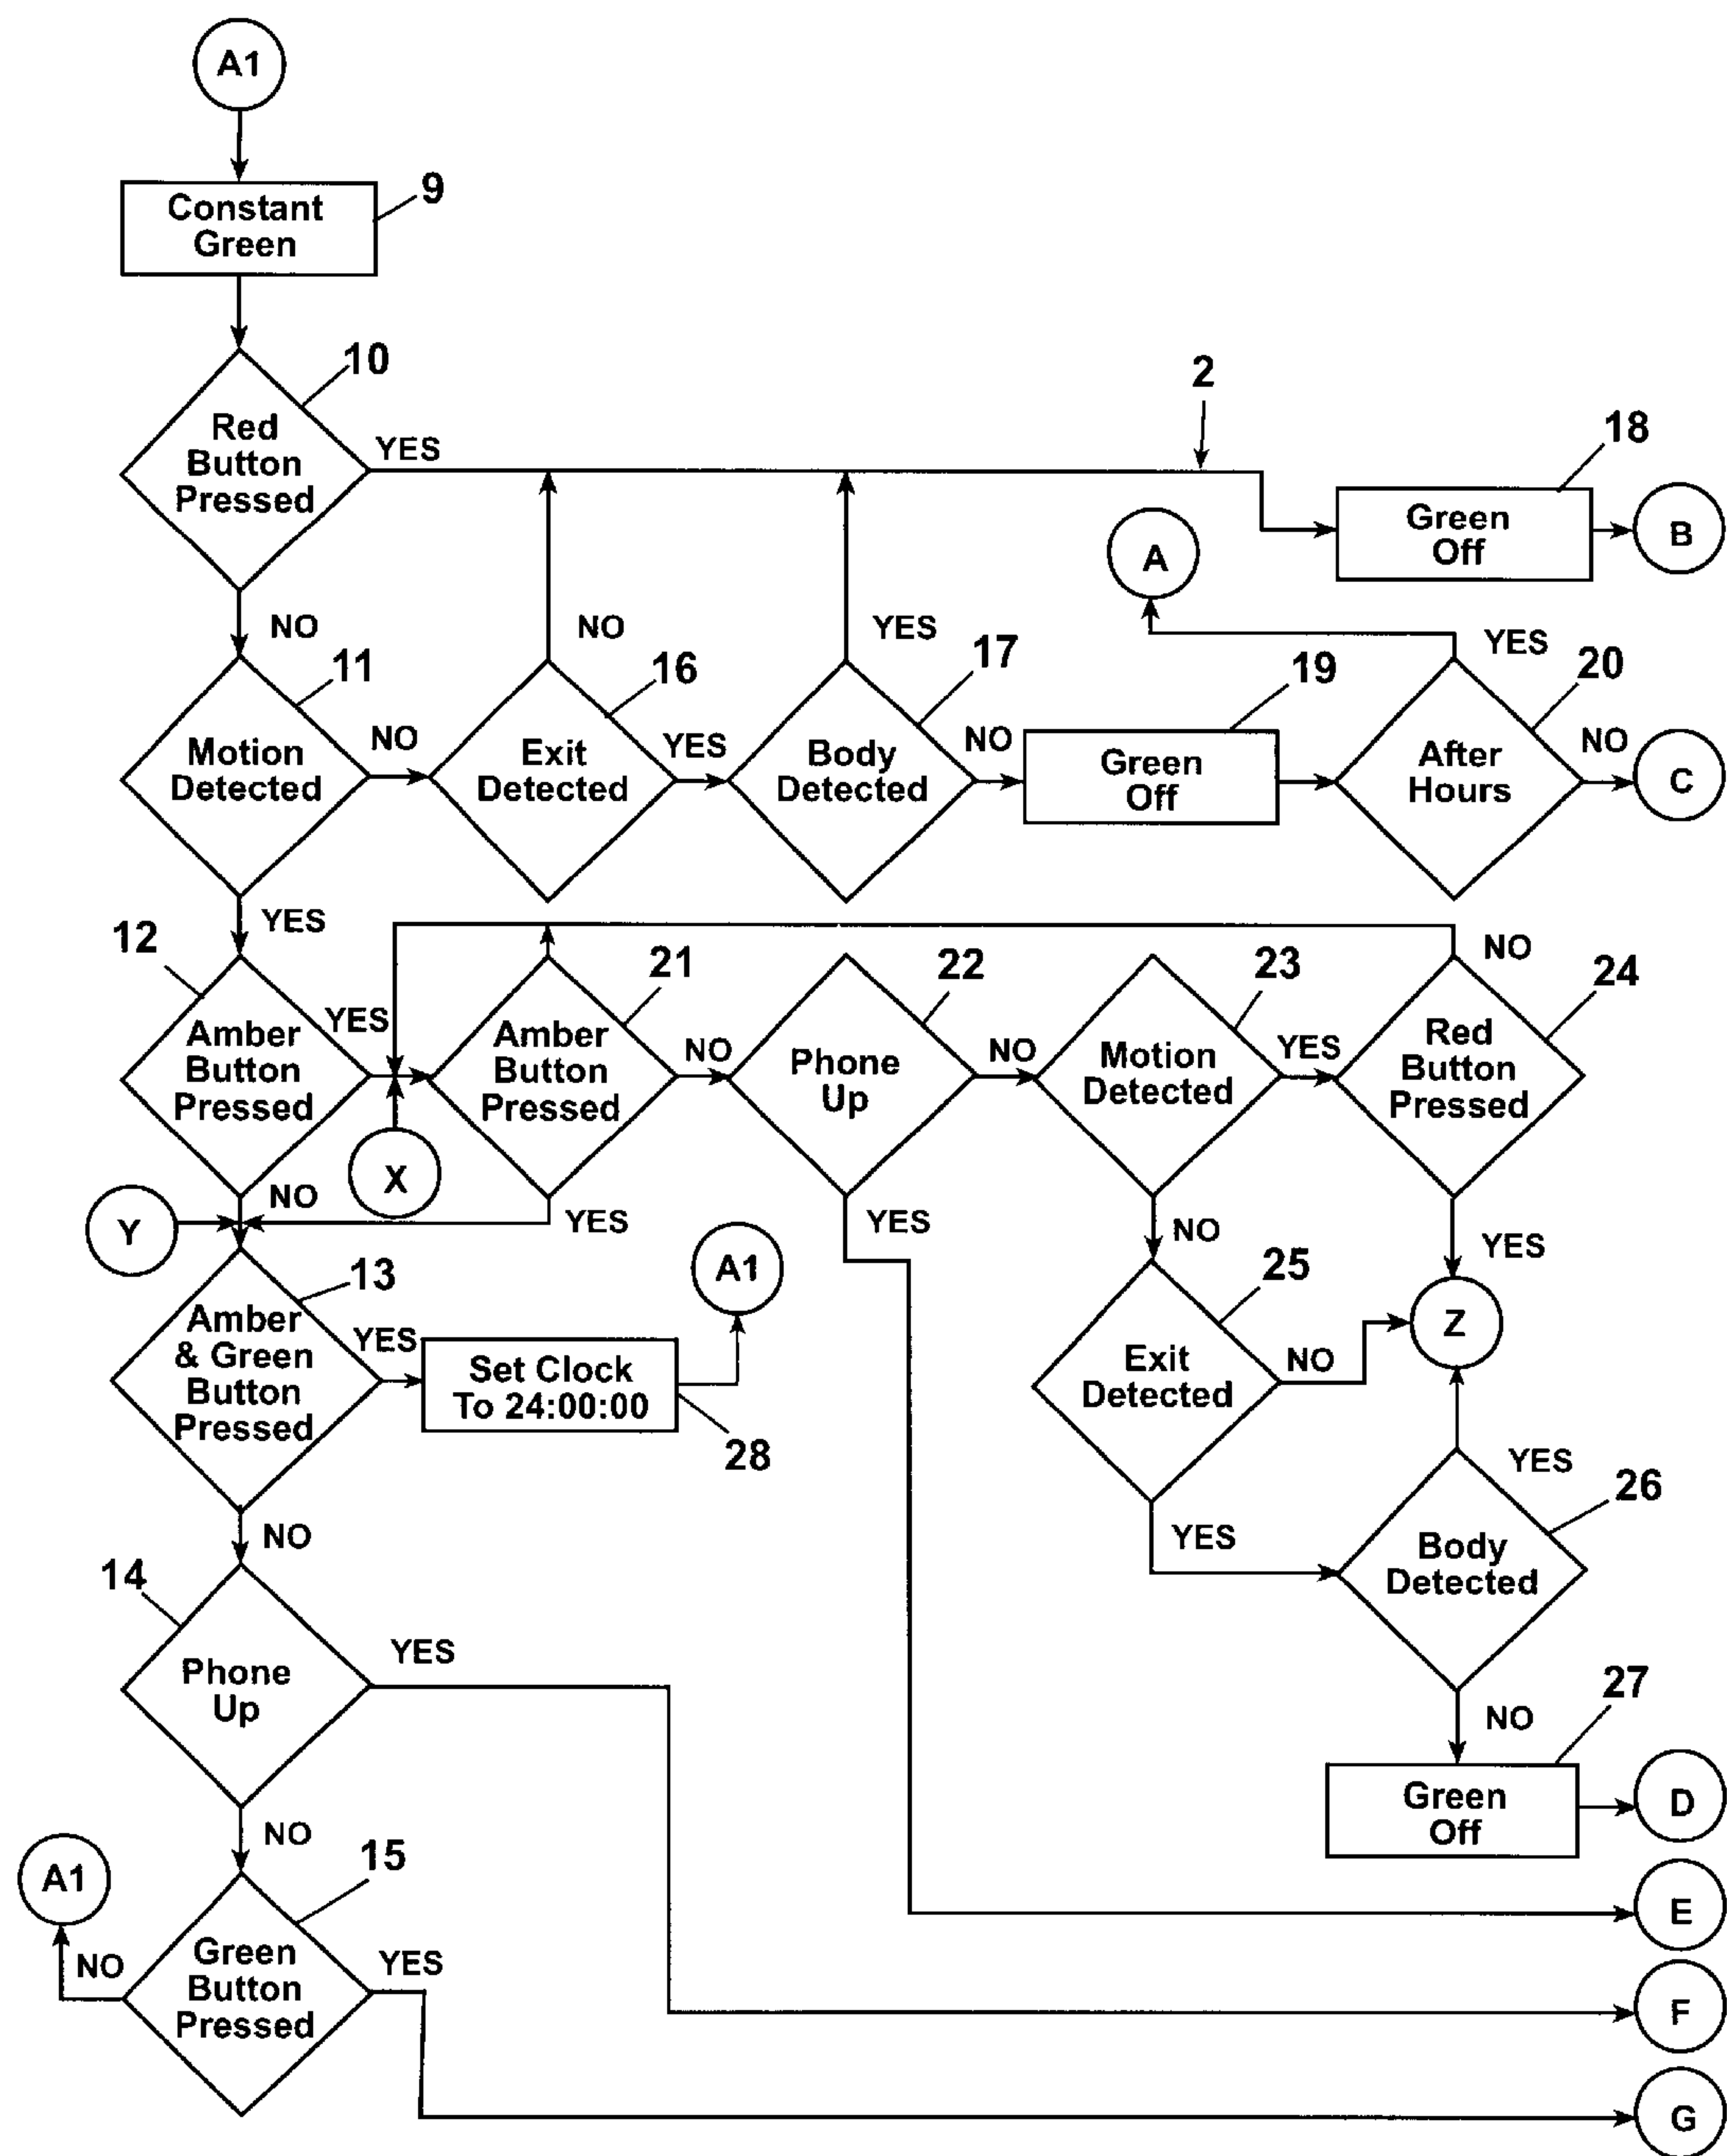 A1
Constant
Green
9
Red
Button
Pressed
10
YES
2
18
Green
Off
B
A
NO
NO
YES
YES
Motion
Detected
11
NO
Exit
Detected
16
YES
Body
Detected
17
NO
Green
Off
19
After
Hours
20
NO
C
YES
12
Amber
Button
Pressed
YES
X
Amber
Button
Pressed
21
NO
Phone
Up
22
NO
Motion
Detected
23
YES
Red
Button
Pressed
24
NO
Y
NO
YES
YES
NO
YES
Amber
& Green
Button
Pressed
13
YES
Set Clock
To 24:00:00
28
A1
Exit
Detected
25
NO
Z
NO
YES
YES
Body
Detected
26
14
Phone
Up
YES
NO
Green
Off
27
D
NO
A1
NO
Green
Button
Pressed
15
YES
E
F
G